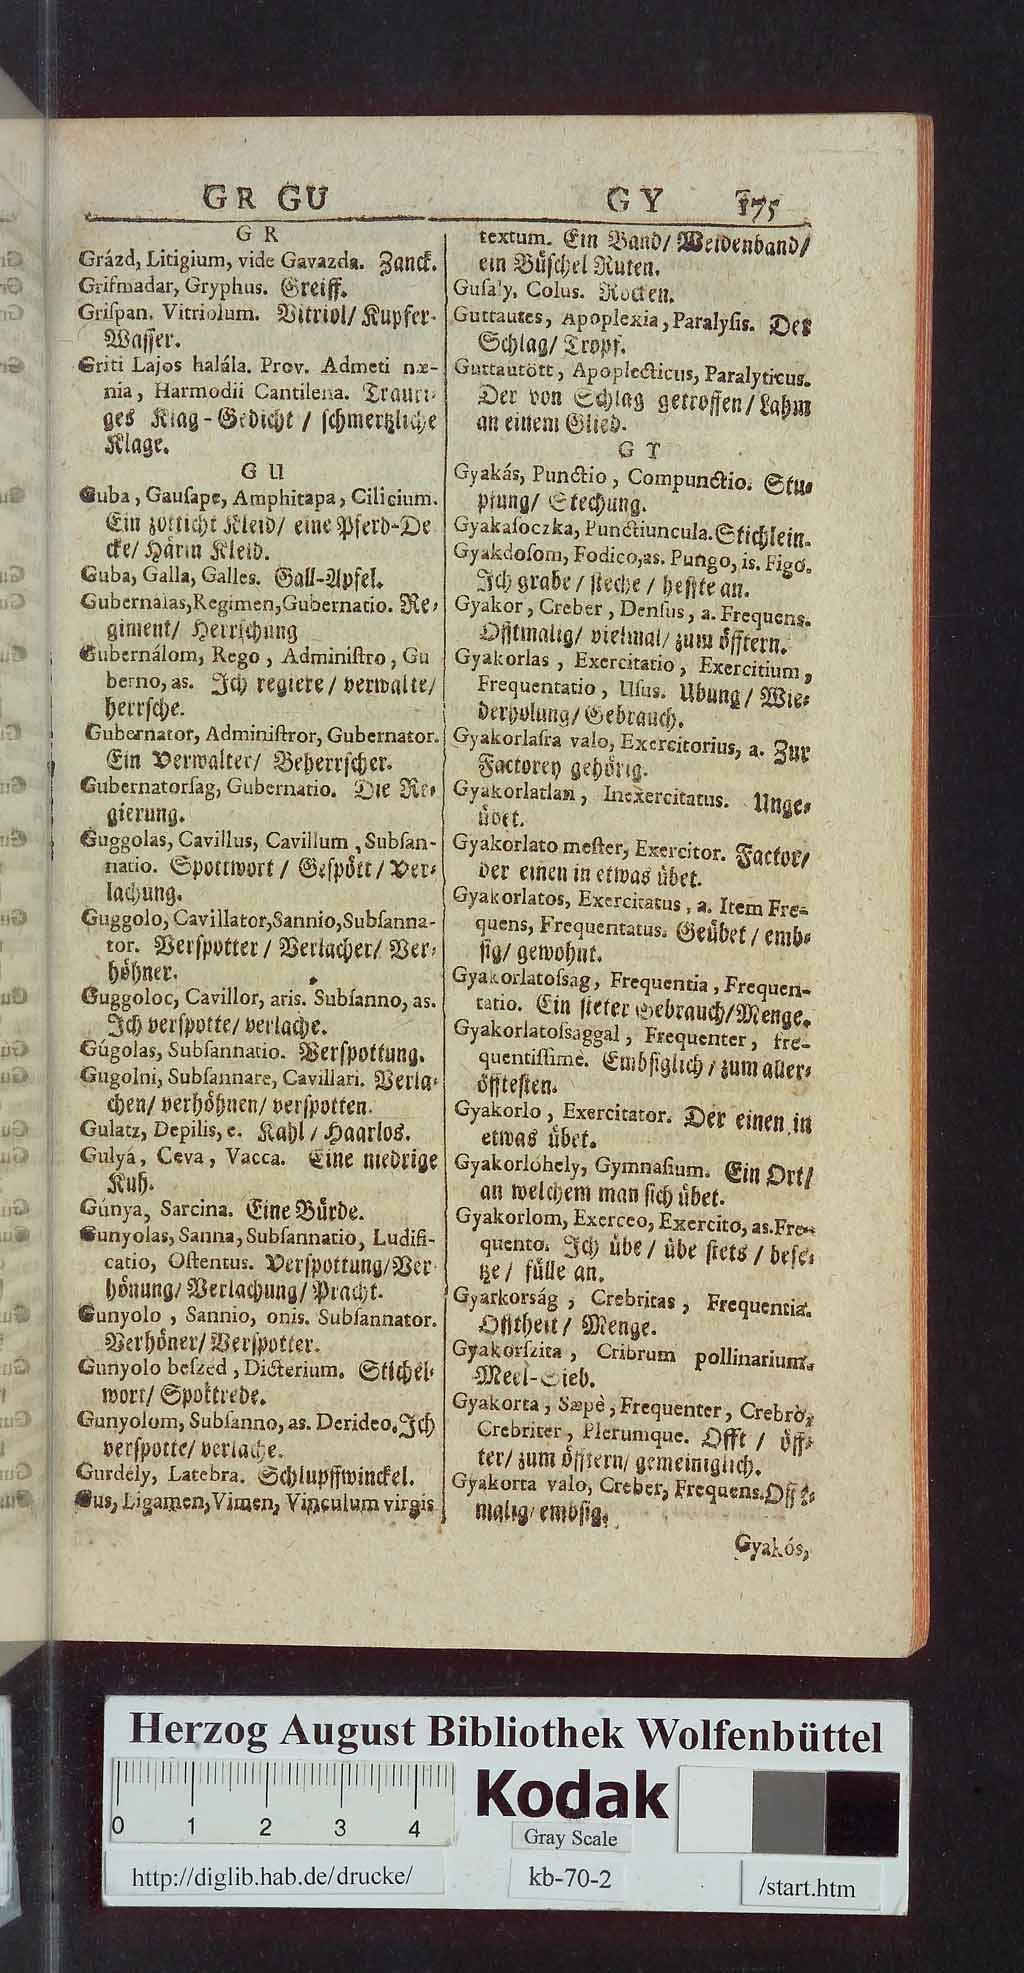 GR GU
GY 175
G R
Grázd, Litigium, vide Gavazda. Zanck.
Grifmadar, Gryphus. Greiff.
Griſpan. Vitriolum. Vitriol/ Kupfer-
Waſſer.
Griti Lajos halála. Prov. Admeti næ-
nia, Harmodii Cantilena. Trauri-
ges Klag-Gedicht / ſchmertzliche
Klage.
G U
Guba, Gauſape, Amphitapa, Cilicium.
Ein zotticht Kleid/ eine Pferd-De
cke/ Härin Kleid.
Guba, Galla, Galles. Gall-Apfel.
Gubernalas, Regimen, Gubernatio. Re-
giment/ Herrſchung
Gubernálom, Rego, Adminiſtro, Gu
berno, as. Ich regiere/ verwalte/
herrſche.
Gubernator, Adminiſtror, Gubernator.
Ein Verwalter/ Beherrſcher.
Gubernatorſag, Gubernatio. Die Re-
gierung.
Guggolas, Cavillus, Cavillum, Subſan-
natio. Spottwort / Geſpött/ Ver-
lachung.
Guggolo, Cavillator, Sannio, Subſanna-
tor. Verſpotter / Verlacher/ Ver-
höhner.
Guggoloc, Cavillor, aris. Subſanno, as.
Ich verſpotte/ verlache.
Gúgolas, Subſannatio. Verſpottung.
Gugolni, Subſannare, Cavillari. Verla-
chen/ verhöhnen/ verſpotten.
Gulatz, Depilis, e. Kahl / Haarlos.
Gulyá, Ceva, Vacca. Eine niedrige
Kuh.
Gúnya, Sarcina. Eine Bürde.
Gunyolas, Sanna, Subſannatio, Ludifi-
catio, Oſtentus. Verſpottung/ Ver
hönung/ Verlachung/ Pracht.
Gunyolo, Sannio, onis. Subſannator.
Verhöner/ Verſpotter.
Gunyolo beſzed, Dicterium. Stichel-
wort/ Spottrede.
Gunyolom, Subſanno, as. Derideo. Ich
verſpotte/ verlache.
Gurdély, Latebra. Schlupffwinckel.
Gus, Ligamen, Vimen, Vinculum virgis
textum. Ein Band/ Weidenband/
ein Büſchel Ruten.
Guſaly, Colus. Rocken.
Guttautes, Apoplexia, Paralyſis. Der
Schlag/ Tropf.
Guttautött, Apoplecticus, Paralyticus.
Der von Schlag getroffen/ Lahm
an einem Glied.
G Y
Gyakás, Punctio, Compunctio. Stu-
pfung/ Stechung.
Gyakaſoczka, Punctiuncula. Stichlein.
Gyakdoſom, Fodico, as. Pungo, is. Figo.
Ich grabe / ſteche / heffte an.
Gyakor, Creber, Denſus, a. Frequens.
Offtmalig/ vielmal/ zum öfftern.
Gyakorlas, Exercitatio, Exercitium,
Frequentatio, Uſus. Übung/ Wie-
derholung/ Gebrauch.
Gyakorlaſra valo, Exercitorius, a. Zur
Factorey gehörig.
Gyakorlatlan, Inexercitatus. Unge-
übet.
Gyakorlato meſter, Exercitor. Factor/
der einen in etwas übet.
Gyakorlatos, Exercitatus, a. Item Fre-
quens, Frequentatus. Geübet / emb-
ſig/ gewohnt.
Gyakorlatoſsag, Frequentia, Frequen-
tatio. Ein ſteter Gebrauch/ Menge.
Gyakorlatoſsaggal, Frequenter, fre-
quentiſſimè. Embſiglich / zum aller-
öffteſten.
Gyakorlo, Exercitator. Der einen in
etwas übet.
Gyakorlóhely, Gymnaſium. Ein Ort/
an welchem man ſich übet.
Gyakorlom, Exerceo, Exercito, as. Fre-
quento. Ich übe / übe ſtets / beſe-
tze / fülle an.
Gyarkorság, Crebritas, Frequentia.
Offtheit/ Menge.
Gyakorſzita, Cribrum pollinarium.
Meel-Sieb.
Gyakorta, Sæpè, Frequenter, Crebrò,
Crebriter, Plerumque. Offt / öff-
ter/ zum öfftern/ gemeiniglich.
Gyakorta valo, Creber, Frequens. Offt-
malig/ embſig.
Gyakós,
Herzog August Bibliothek Wolfenbüttel
0 1 2 3 4
Kodak
Gray Scale
http://diglib.hab.de/drucke/
kb-70-2
/start.htm